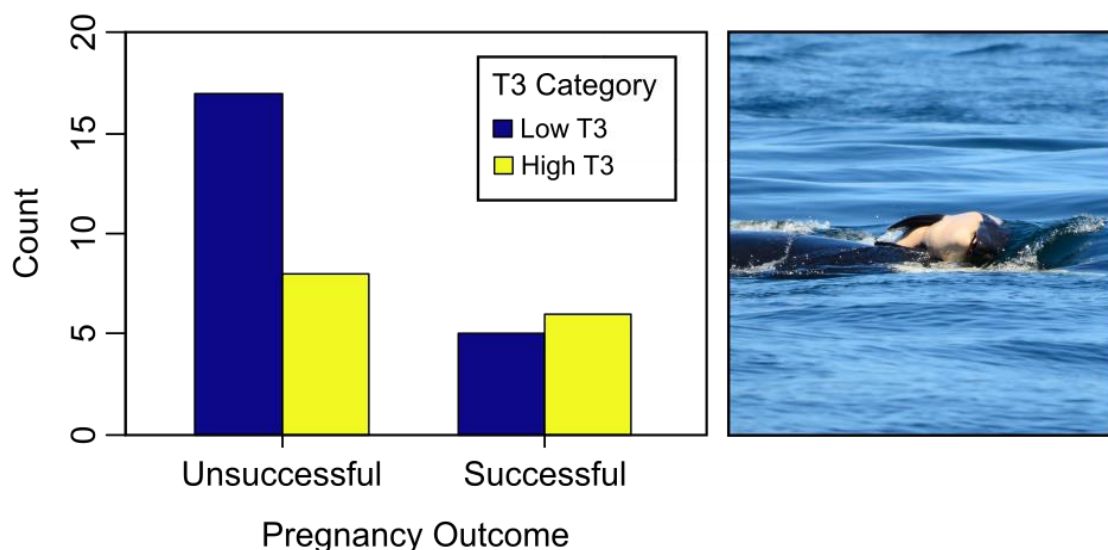 20
15
10
5
0
Count
T3 Category
Low T3
High T3
Unsuccessful
Successful
Pregnancy Outcome